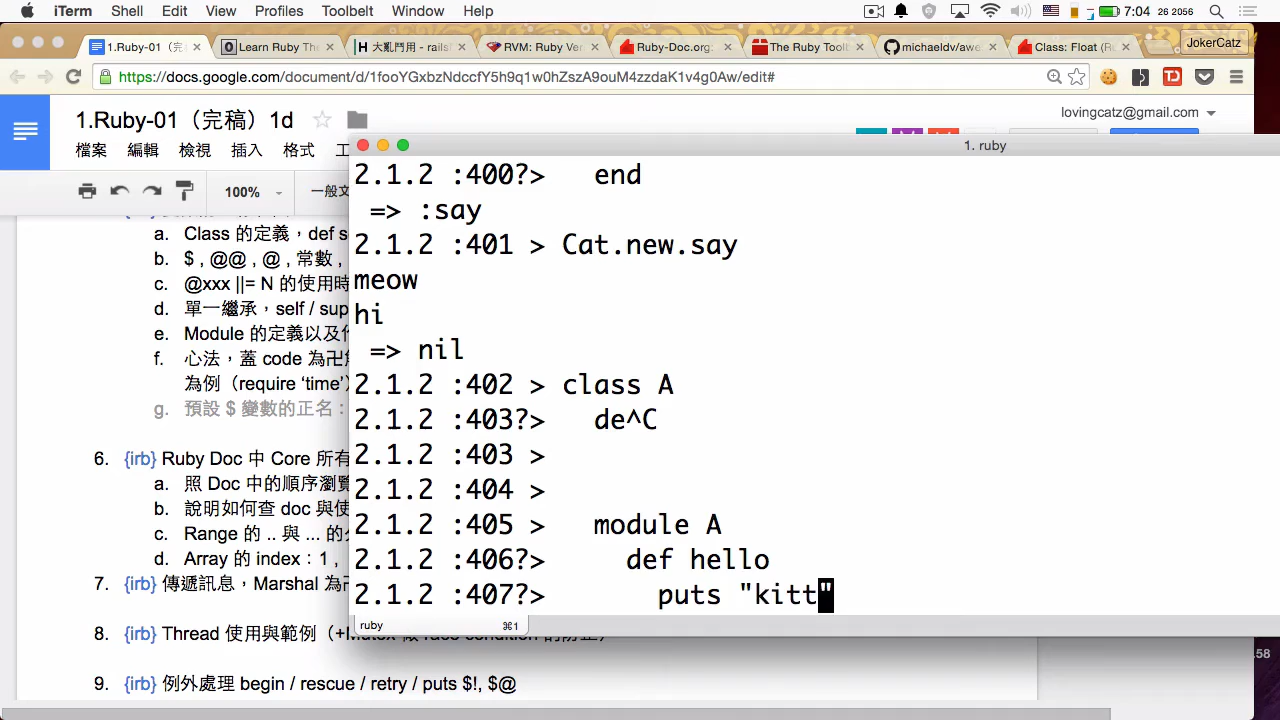 iTerm Shell Edit View Profiles Toolbelt Window Help 7:04 26 2056
1.Ruby-01（完 Learn Ruby The 大亂鬥用 - rails RVM: Ruby Ver Ruby-Doc.org The Ruby Toolb michaeldv/awe Class: Float (R JokerCatz
https://docs.google.com/document/d/1fooYGxbzNdccfY5h9q1w0hZszA9ouM4zzdaK1v4g0Aw/edit#
1.Ruby-01（完稿）1d
lovingcatz@gmail.com
檔案 編輯 檢視 插入 格式
100% 一般文
a. Class 的定義，def s
b. $ , @@ , @ , 常數 ,
c. @xxx ||= N 的使用時
d. 單一繼承，self / sup
e. Module 的定義以及
f. 心法，蓋 code 為卍
為例（require ‘time’）
g. 預設 $ 變數的正名：
6. {irb} Ruby Doc 中 Core 所有
a. 照 Doc 中的順序瀏覽
b. 說明如何查 doc 與使
c. Range 的 .. 與 ... 的
d. Array 的 index：1 ,
7. {irb} 傳遞訊息，Marshal 為
8. {irb} Thread 使用與範例（+Mutex
9. {irb} 例外處理 begin / rescue / retry / puts $!, $@
1. ruby
2.1.2 :400?> end
=> :say
2.1.2 :401 > Cat.new.say
meow
hi
=> nil
2.1.2 :402 > class A
2.1.2 :403?> de^C
2.1.2 :403 >
2.1.2 :404 >
2.1.2 :405 > module A
2.1.2 :406?> def hello
2.1.2 :407?> puts "kitt"
ruby ⌘1
.58